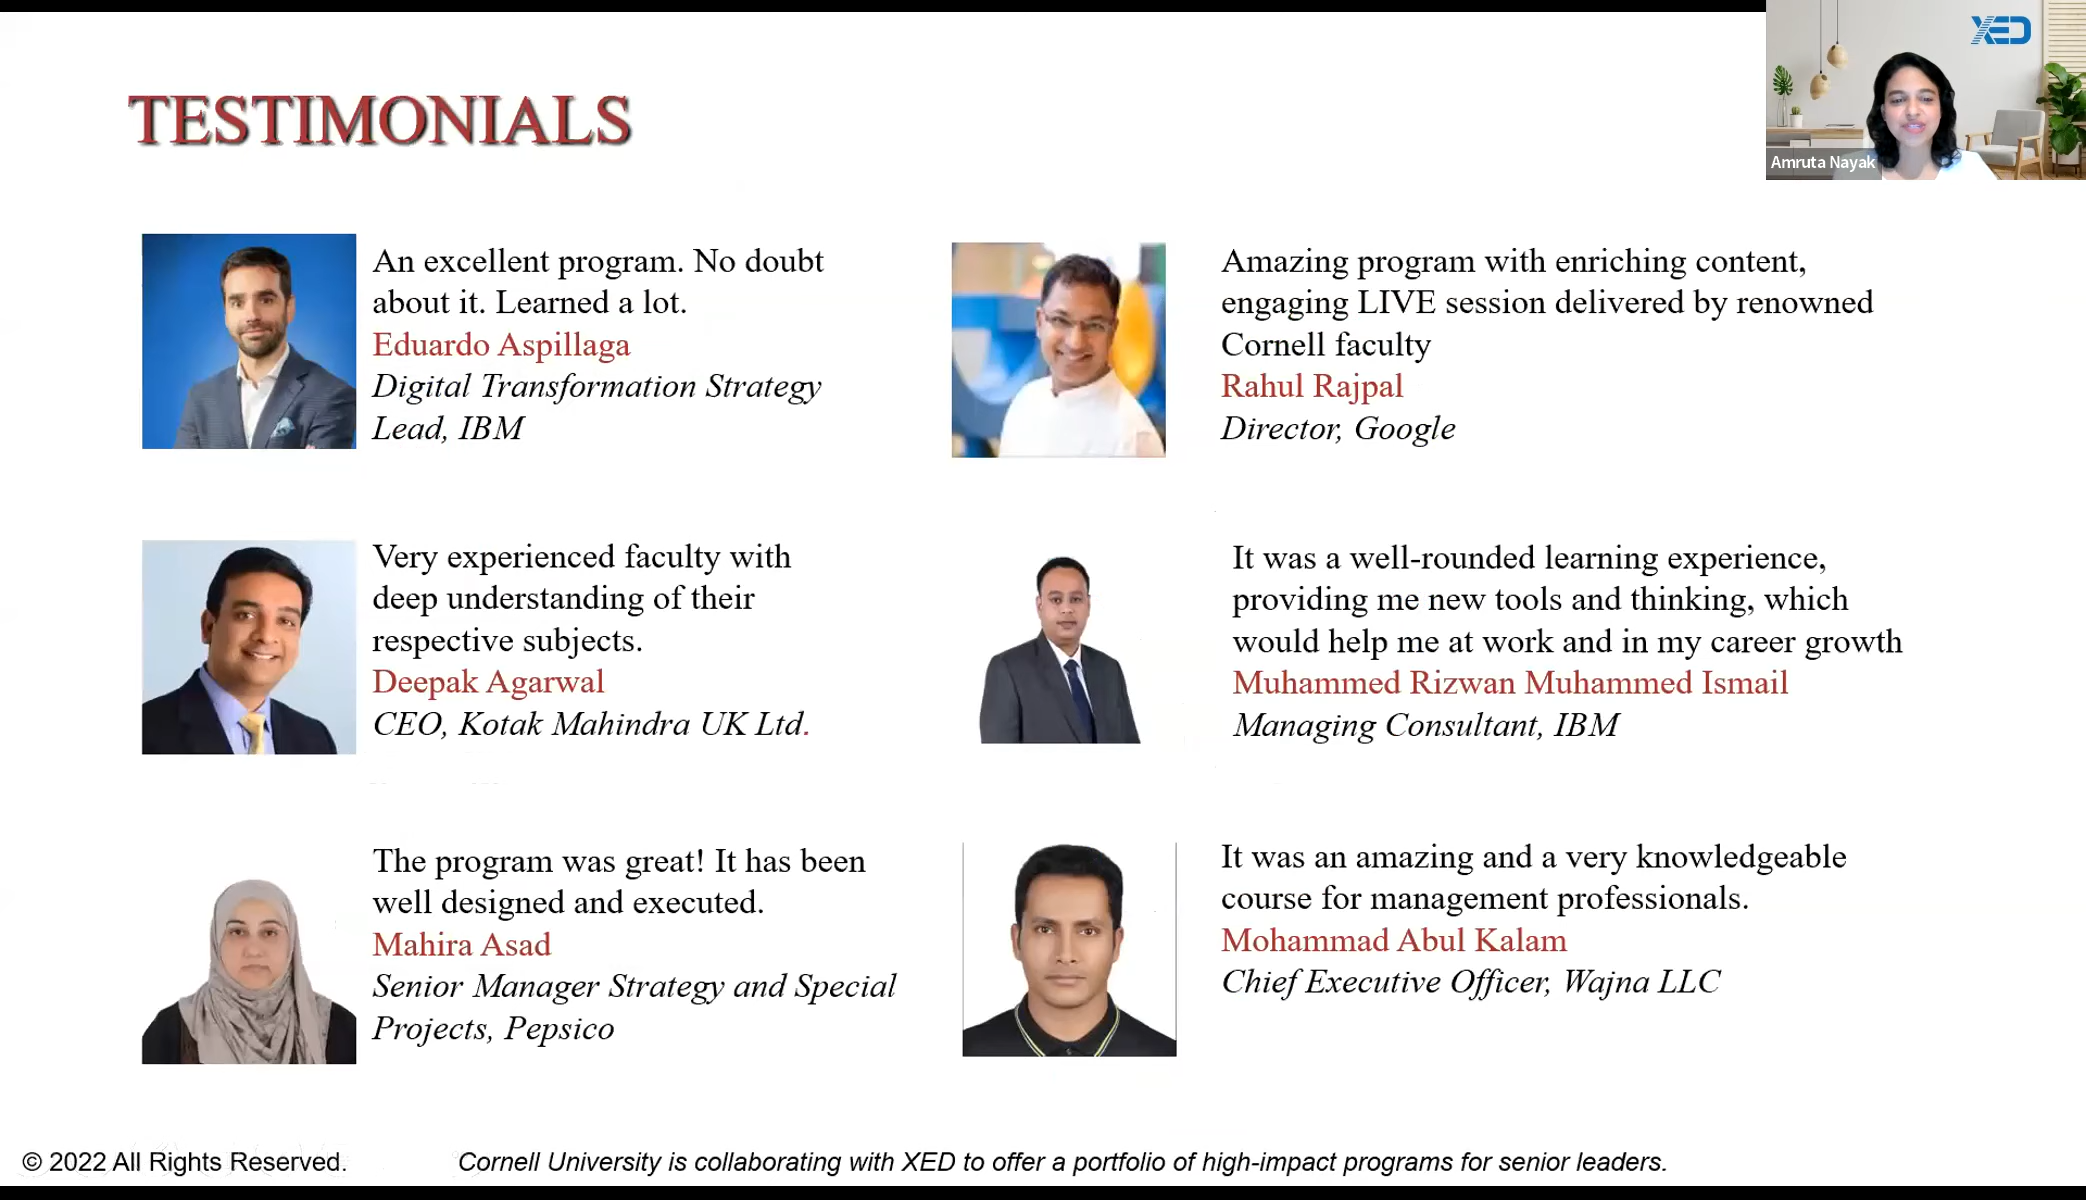 XED
Amruta Nayak
TESTIMONIALS
An excellent program. No doubt
about it. Learned a lot.
Eduardo Aspillaga
Digital Transformation Strategy
Lead, IBM
Amazing program with enriching content,
engaging LIVE session delivered by renowned
Cornell faculty
Rahul Rajpal
Director, Google
Very experienced faculty with
deep understanding of their
respective subjects.
Deepak Agarwal
CEO, Kotak Mahindra UK Ltd.
It was a well-rounded learning experience,
providing me new tools and thinking, which
would help me at work and in my career growth
Muhammed Rizwan Muhammed Ismail
Managing Consultant, IBM
The program was great! It has been
well designed and executed.
Mahira Asad
Senior Manager Strategy and Special
Projects, Pepsico
It was an amazing and a very knowledgeable
course for management professionals.
Mohammad Abul Kalam
Chief Executive Officer, Wajna LLC
© 2022 All Rights Reserved.
Cornell University is collaborating with XED to offer a portfolio of high-impact programs for senior leaders.